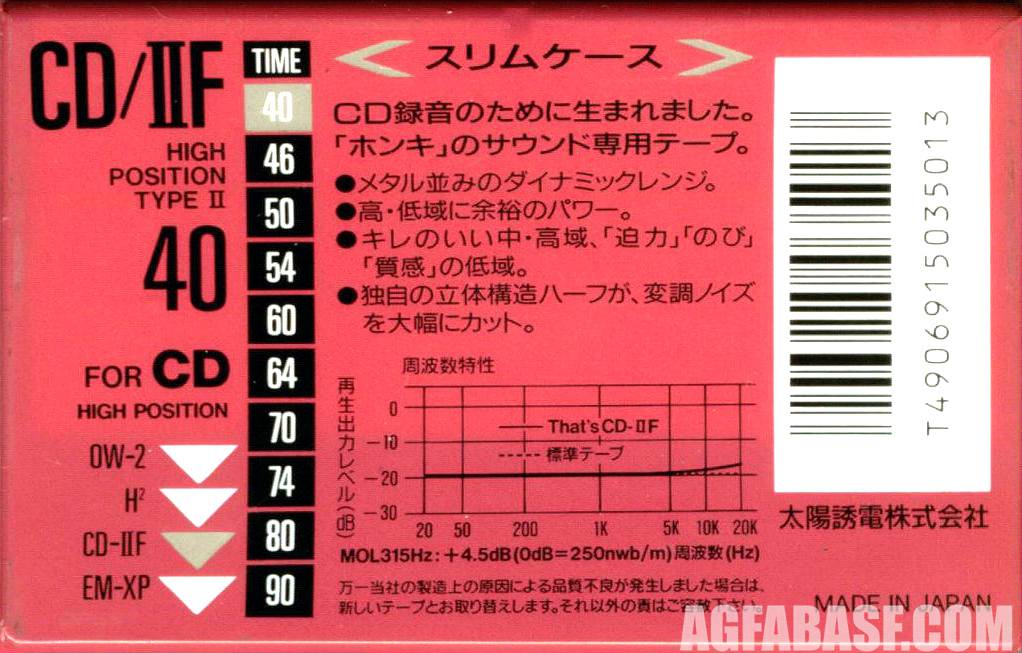 CD/IIF
HIGH
POSITION
TYPE II
40
FOR CD
HIGH POSITION
OW-2
H²
CD-IIF
EM-XP
TIME
40
46
50
54
60
64
70
74
80
90
スリムケース
CD録音のために生まれました。
「ホンキ」のサウンド専用テープ。
●メタル並みのダイナミックレンジ。
●高・低域に余裕のパワー。
●キレのいい中・高域、「迫力」「のび」
「質感」の低域。
●独自の立体構造ハーフが、変調ノイズ
を大幅にカット。
周波数特性
再生出力レベル(dB)
0
-10
-20
-30
That's CD-IIF
標準テープ
20 50 200 1K 5K 10K 20K
MOL315Hz:+4.5dB(0dB=250nwb/m)周波数(Hz)
万一当社の製造上の原因による品質不良が発生しました場合は、
新しいテープとお取り替えします。それ以外の責はご容赦下さい。
T4906915035013
太陽誘電株式会社
MADE IN JAPAN
AGFABASF.COM